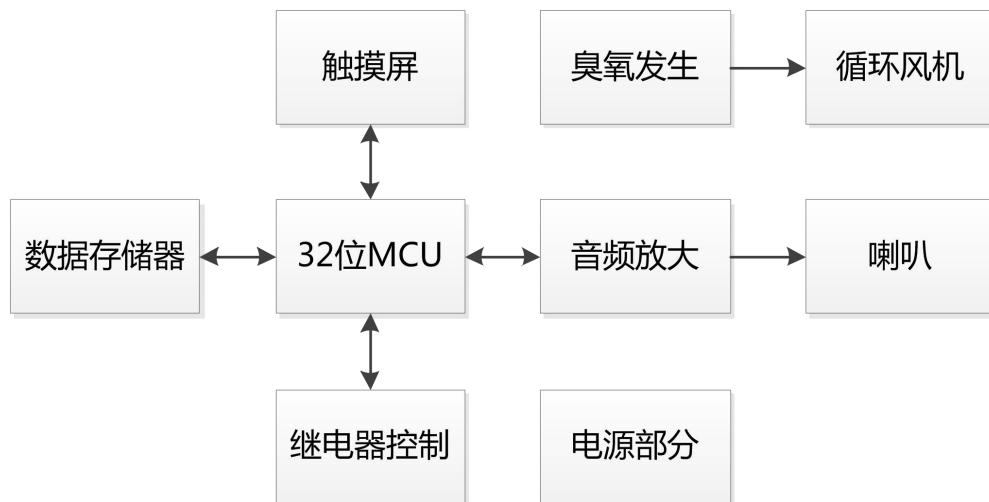 触摸屏
臭氧发生
循环风机
数据存储器
32位MCU
音频放大
喇叭
继电器控制
电源部分